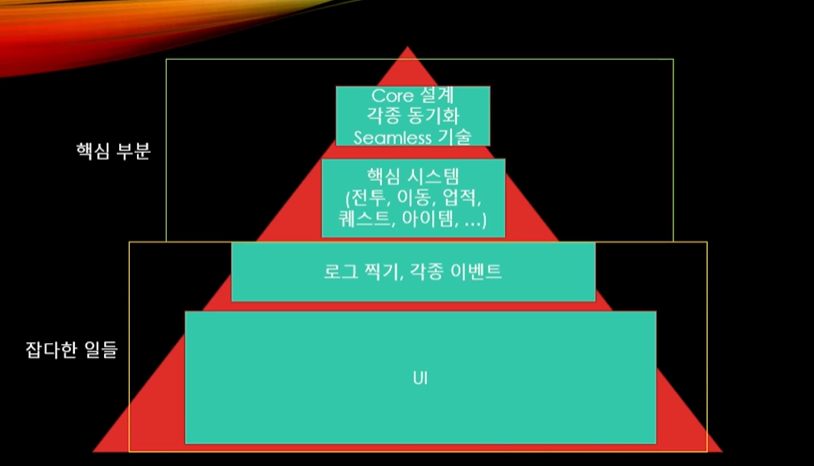 Core 설계
각종 동기화
Seamless 기술
핵심 부분
핵심 시스템
(전투, 이동, 업적,
퀘스트, 아이템, ...)
로그 찍기, 각종 이벤트
잡다한 일들
UI